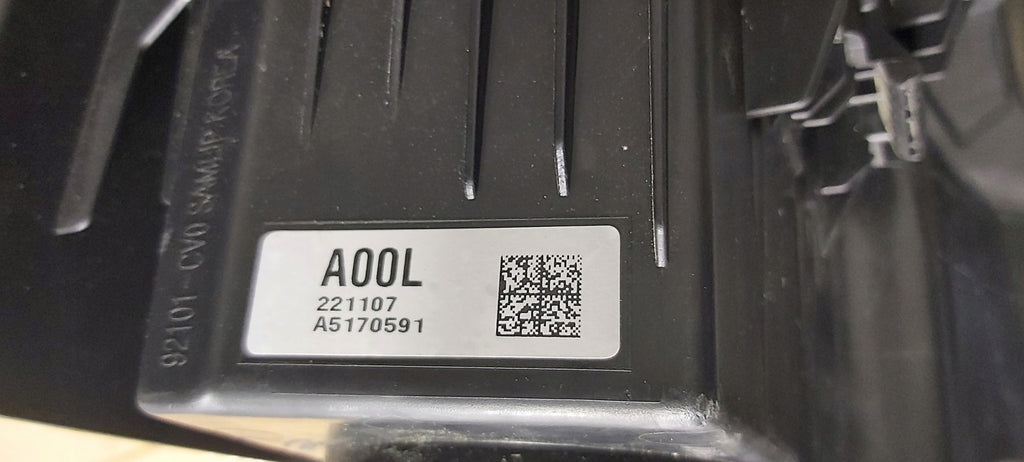 92101-CV0 SAMLIP KOREA
A00L
221107
A5170591